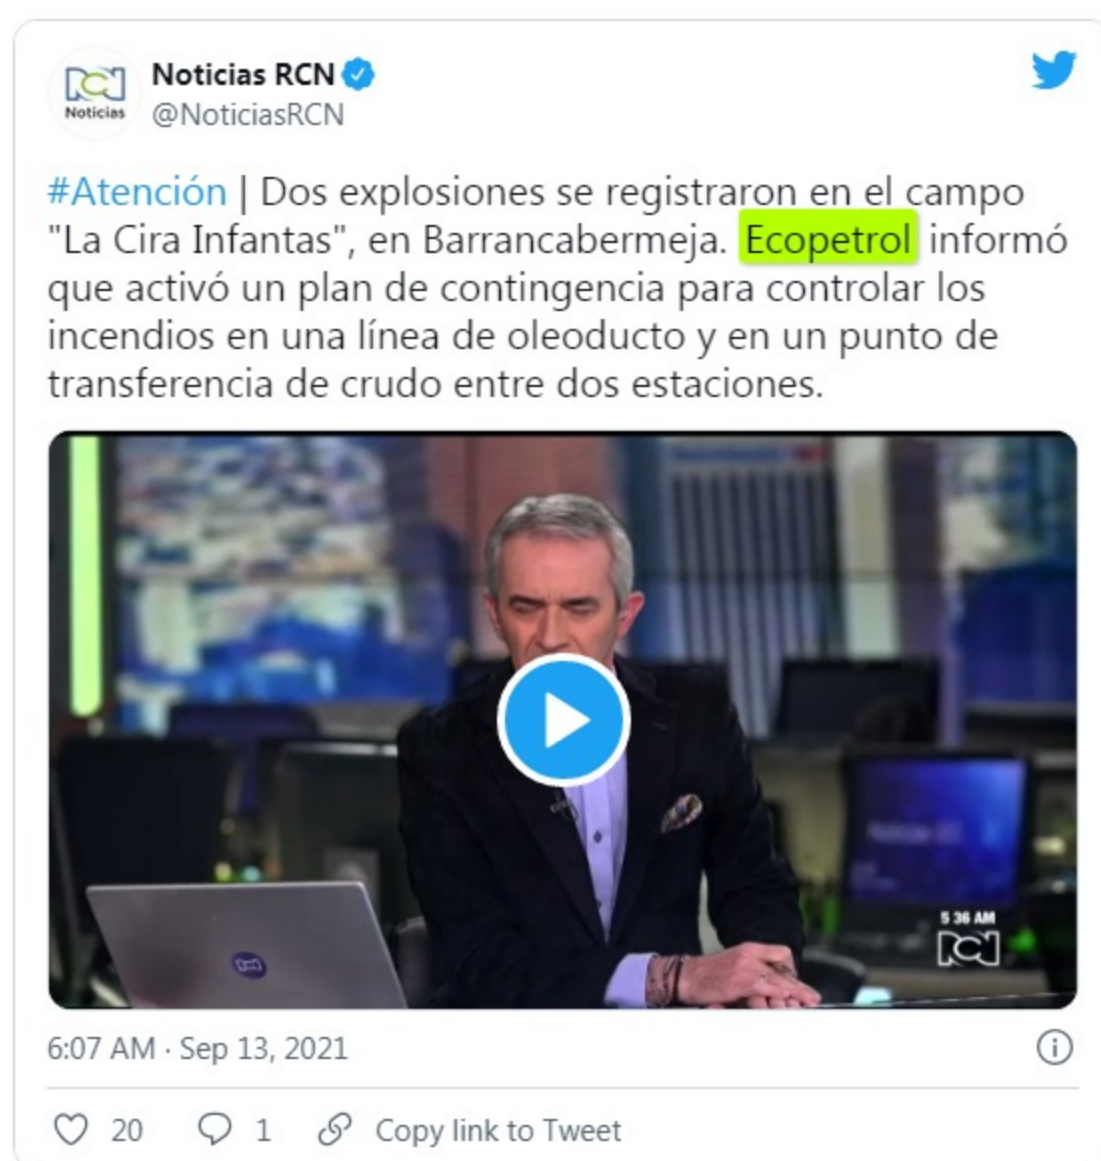 RCN
Noticias
Noticias RCN
@NoticiasRCN
#Atención | Dos explosiones se registraron en el campo
"La Cira Infantas", en Barrancabermeja. Ecopetrol informó
que activó un plan de contingencia para controlar los
incendios en una línea de oleoducto y en un punto de
transferencia de crudo entre dos estaciones.
5 36 AM
RCN
RCN
6:07 AM · Sep 13, 2021
20
1
Copy link to Tweet